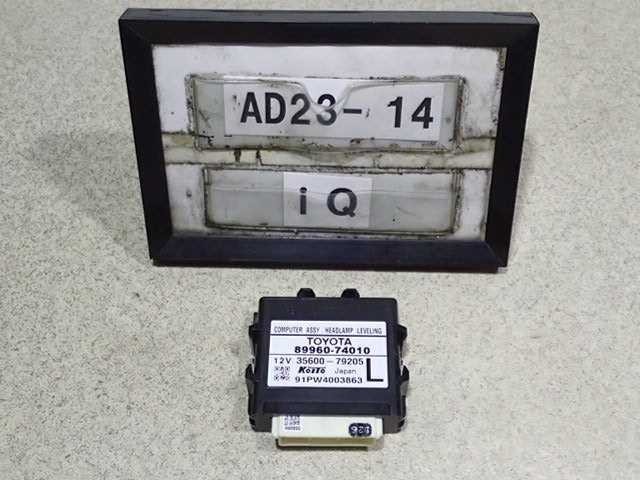 AD23- 14
iQ
COMPUTER ASSY. HEADLAMP LEVELING
TOYOTA
89960-74010
12V 35600-79205 L
KOITO Japan
91PW4003863